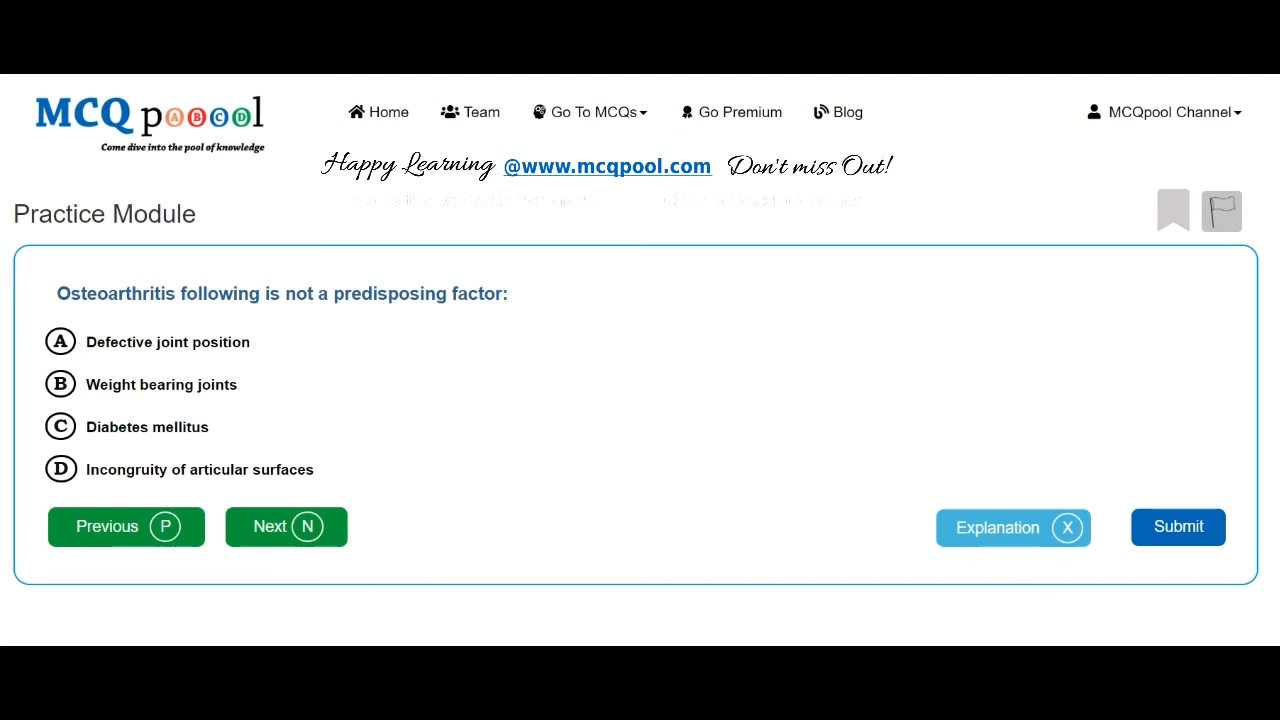 MCQ pABCDl
Home Team Go To MCQs Go Premium Blog MCQpool Channel
Come dive into the pool of knowledge
Happy Learning @www.mcqpool.com Don't miss Out!
Practice Module
Osteoarthritis following is not a predisposing factor:
A Defective joint position
B Weight bearing joints
C Diabetes mellitus
D Incongruity of articular surfaces
Previous P Next N Explanation X Submit